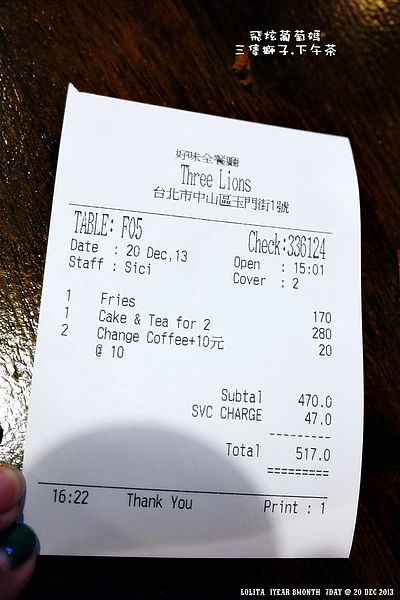 飛炫葡萄媽
三隻獅子.下午茶
好味全餐廳
Three Lions
台北市中山區玉門街1號
TABLE: F05 Check:336124
Date : 20 Dec,13 Open : 15:01
Staff : Sici Cover : 2
1 Fries 170
1 Cake & Tea for 2 280
2 Change Coffee+10元 20
@ 10
Subtal 470.0
SVC CHARGE 47.0
---------
Total 517.0
=========
16:22 Thank You Print : 1
LOLITA 1YEAR 8MONTH 7DAY @ 20 DEC 2013